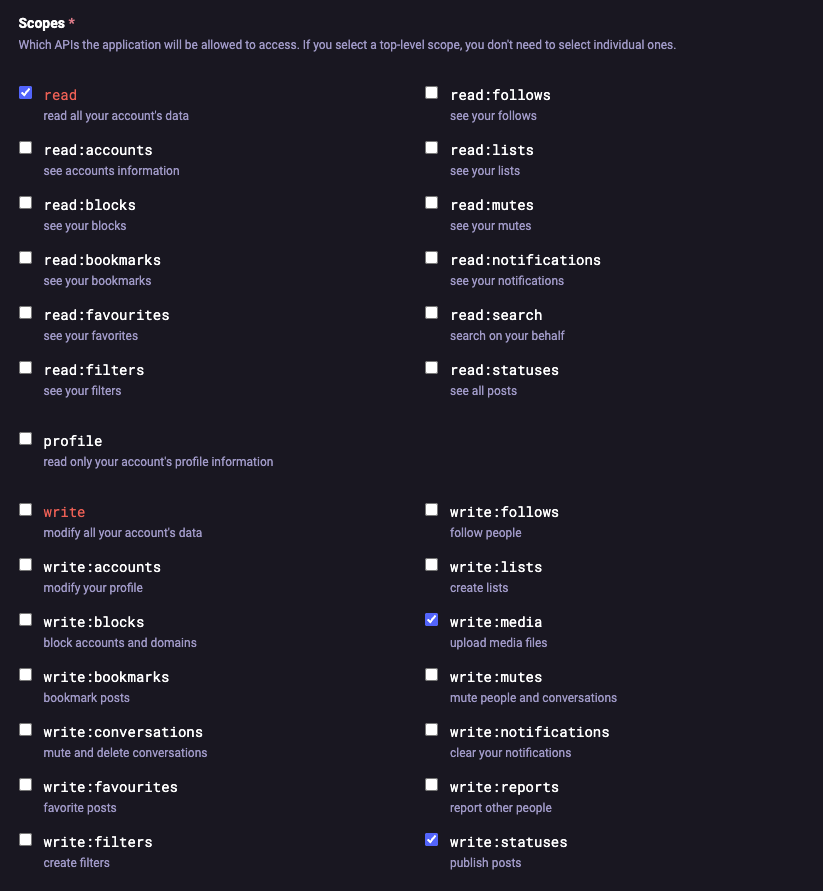 Scopes *
Which APIs the application will be allowed to access. If you select a top-level scope, you don't need to select individual ones.
read
read all your account's data
read:accounts
see accounts information
read:blocks
see your blocks
read:bookmarks
see your bookmarks
read:favourites
see your favorites
read:filters
see your filters
read:follows
see your follows
read:lists
see your lists
read:mutes
see your mutes
read:notifications
see your notifications
read:search
search on your behalf
read:statuses
see all posts
profile
read only your account's profile information
write
modify all your account's data
write:accounts
modify your profile
write:blocks
block accounts and domains
write:bookmarks
bookmark posts
write:conversations
mute and delete conversations
write:favourites
favorite posts
write:filters
create filters
write:follows
follow people
write:lists
create lists
write:media
upload media files
write:mutes
mute people and conversations
write:notifications
clear your notifications
write:reports
report other people
write:statuses
publish posts